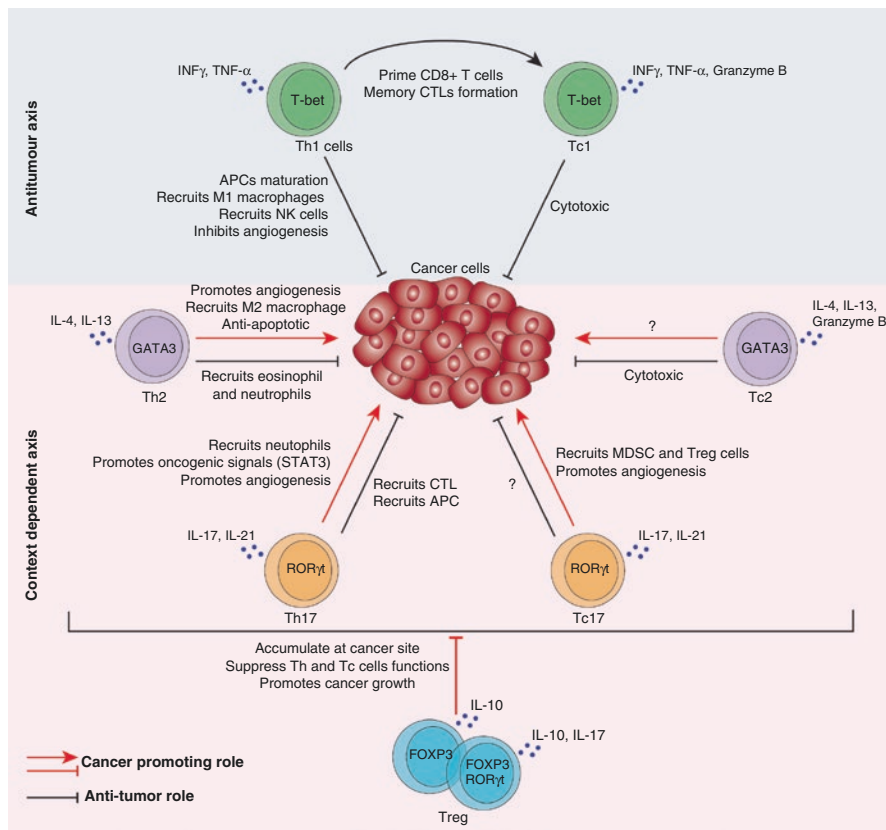 Antitumour axis
INFγ, TNF-α
T-bet
Th1 cells
Prime CD8+ T cells
Memory CTLs formation
T-bet
Tc1
INFγ, TNF-α, Granzyme B
APCs maturation
Recruits M1 macrophages
Recruits NK cells
Inhibits angiogenesis
Cytotoxic
Cancer cells
Context dependent axis
IL-4, IL-13
GATA3
Th2
Promotes angiogenesis
Recruits M2 macrophage
Anti-apoptotic
Recruits eosinophil
and neutrophils
?
Cytotoxic
GATA3
Tc2
IL-4, IL-13,
Granzyme B
Recruits neutophils
Promotes oncogenic signals (STAT3)
Promotes angiogenesis
Recruits CTL
Recruits APC
?
Recruits MDSC and Treg cells
Promotes angiogenesis
IL-17, IL-21
RORγt
Th17
RORγt
Tc17
IL-17, IL-21
Accumulate at cancer site
Suppress Th and Tc cells functions
Promotes cancer growth
IL-10
FOXP3
FOXP3
RORγt
IL-10, IL-17
Treg
Cancer promoting role
Anti-tumor role